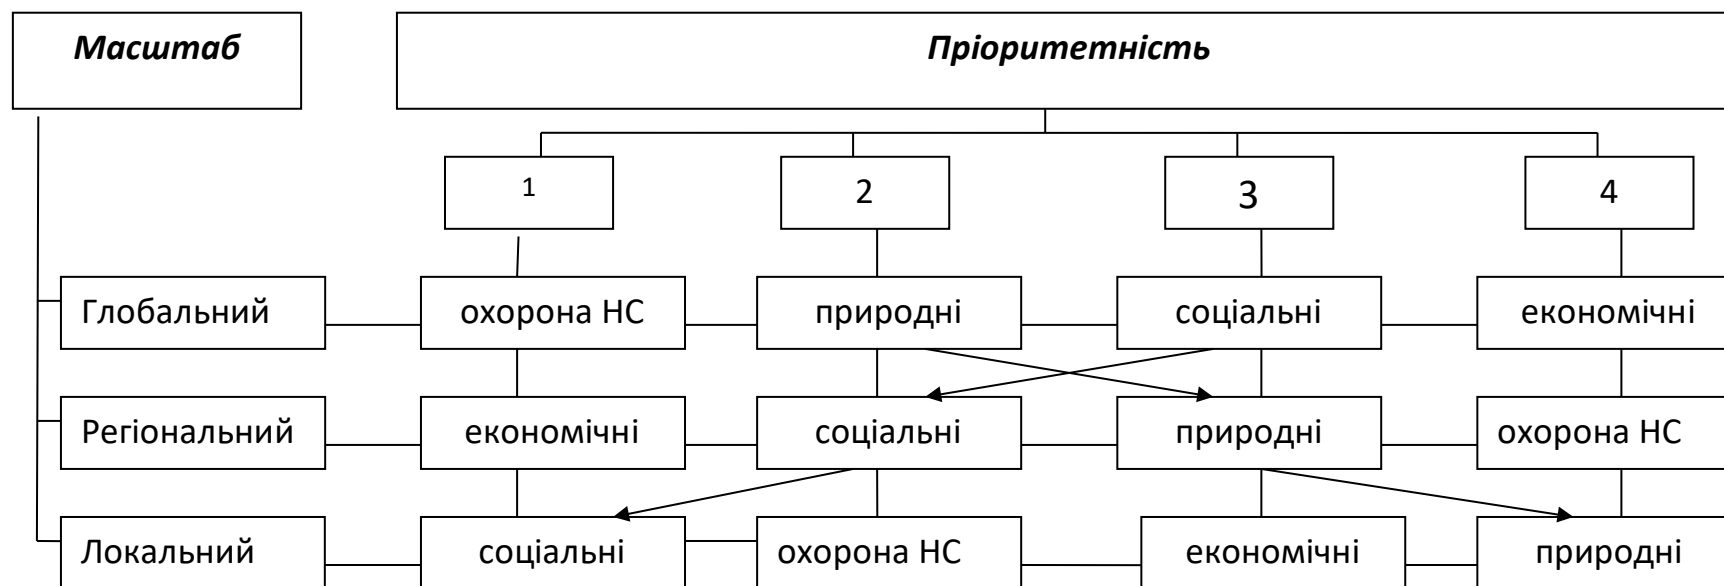 Масштаб
Пріоритетність
1
2
3
4
Глобальний
охорона НС
природні
соціальні
економічні
Регіональний
економічні
соціальні
природні
охорона НС
Локальний
соціальні
охорона НС
економічні
природні